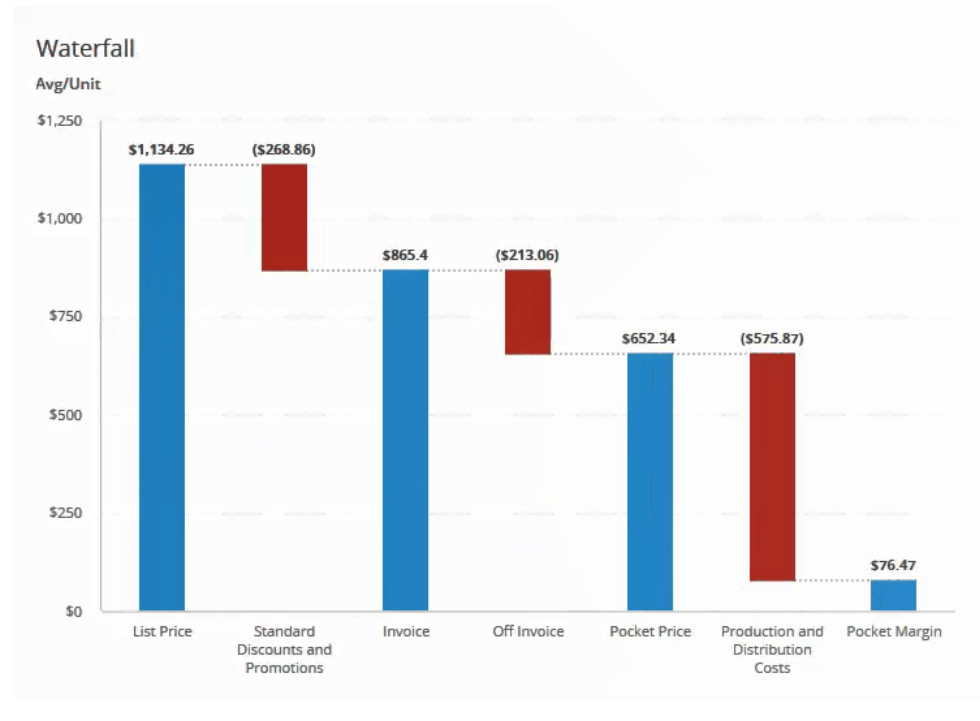 Waterfall
Avg/Unit
$1,250
$1,000
$750
$500
$250
$0
$1,134.26
($268.86)
$865.4
($213.06)
$652.34
($575.87)
$76.47
List Price
Standard
Discounts and
Promotions
Invoice
Off Invoice
Pocket Price
Production and
Distribution
Costs
Pocket Margin